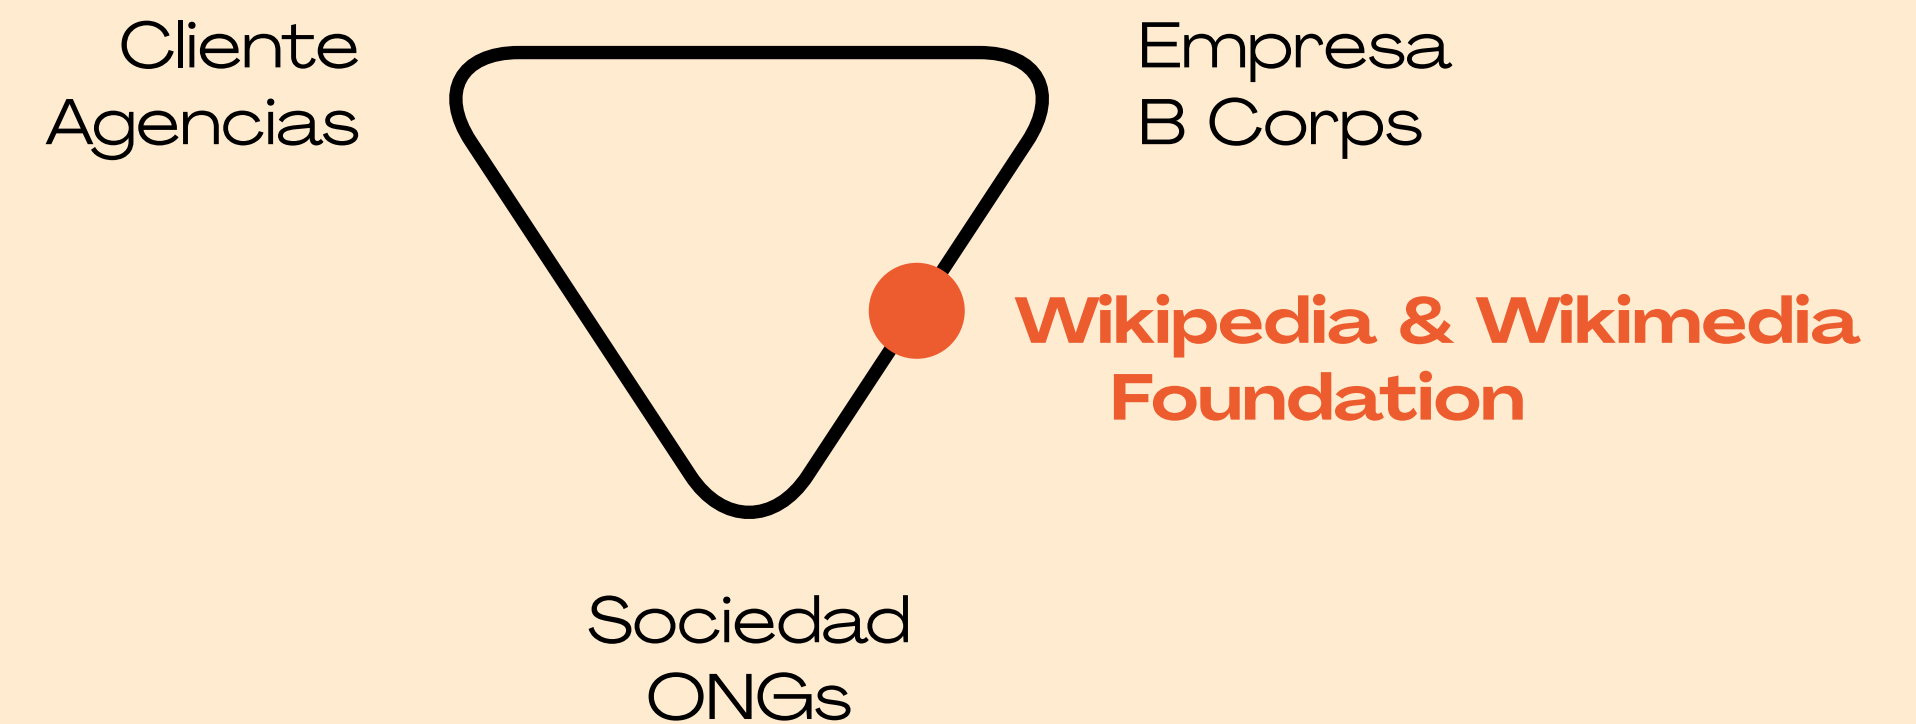 Cliente
Agencias
Empresa
B Corps
Wikipedia & Wikimedia
Foundation
Sociedad
ONGs